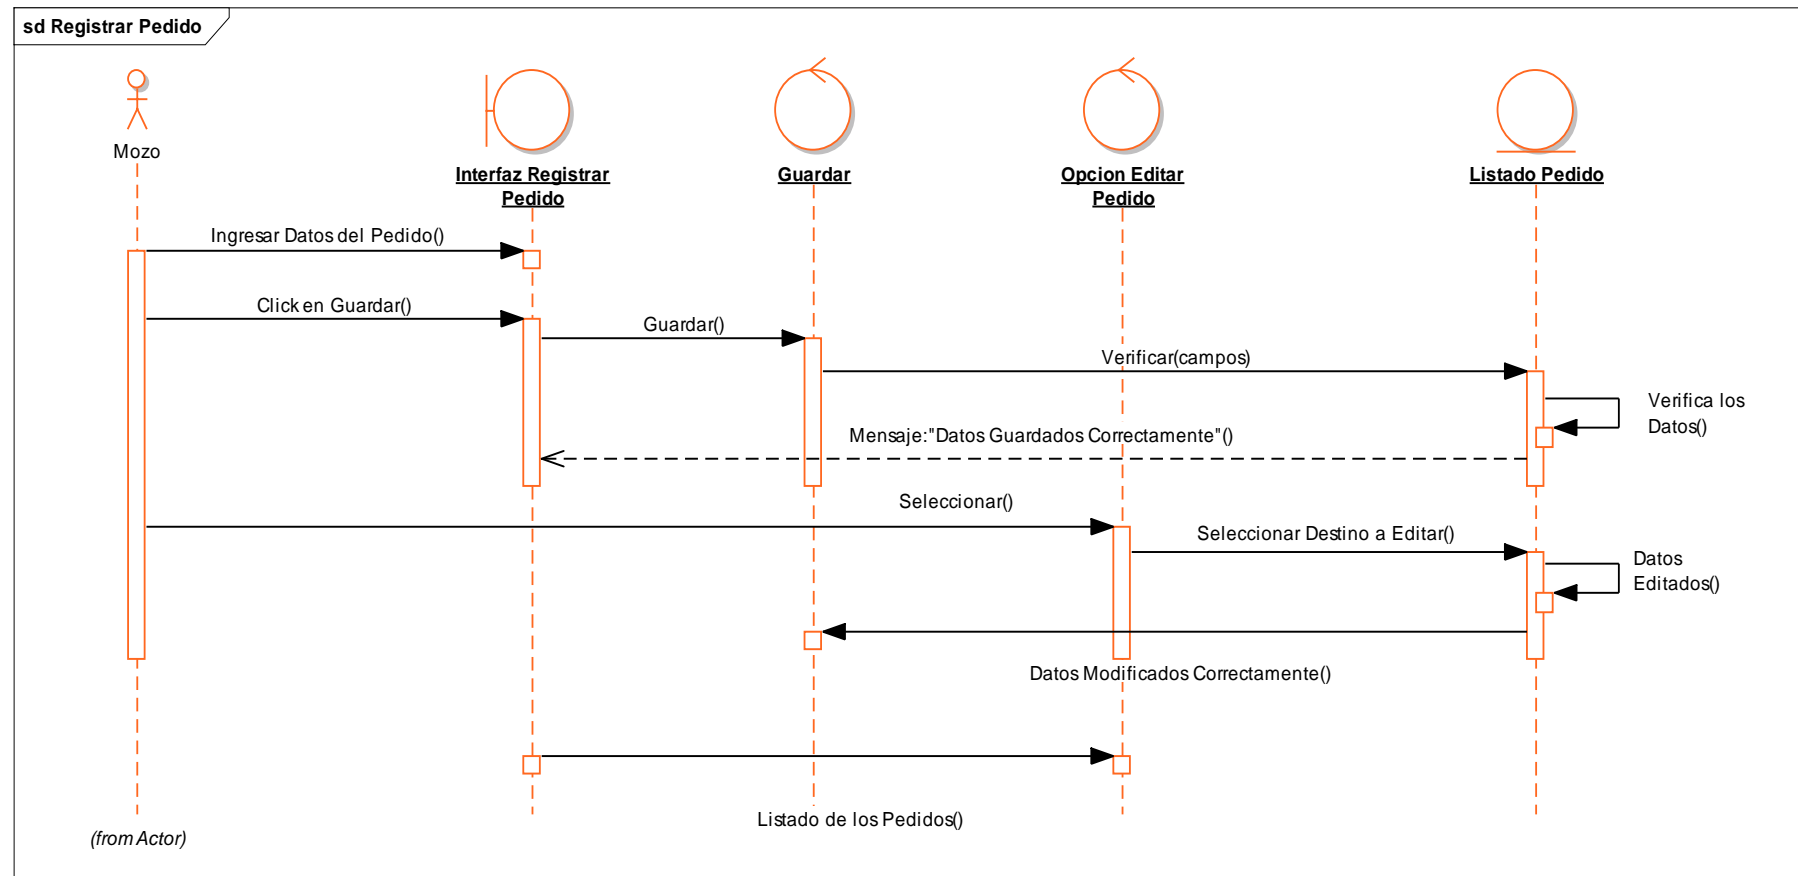 sd Registrar Pedido
Mozo
Interfaz Registrar
Pedido
Guardar
Opcion Editar
Pedido
Listado Pedido
Ingresar Datos del Pedido()
Click en Guardar()
Guardar()
Verificar(campos)
Verifica los
Datos()
Mensaje:"Datos Guardados Correctamente"()
Seleccionar()
Seleccionar Destino a Editar()
Datos
Editados()
Datos Modificados Correctamente()
Listado de los Pedidos()
(from Actor)